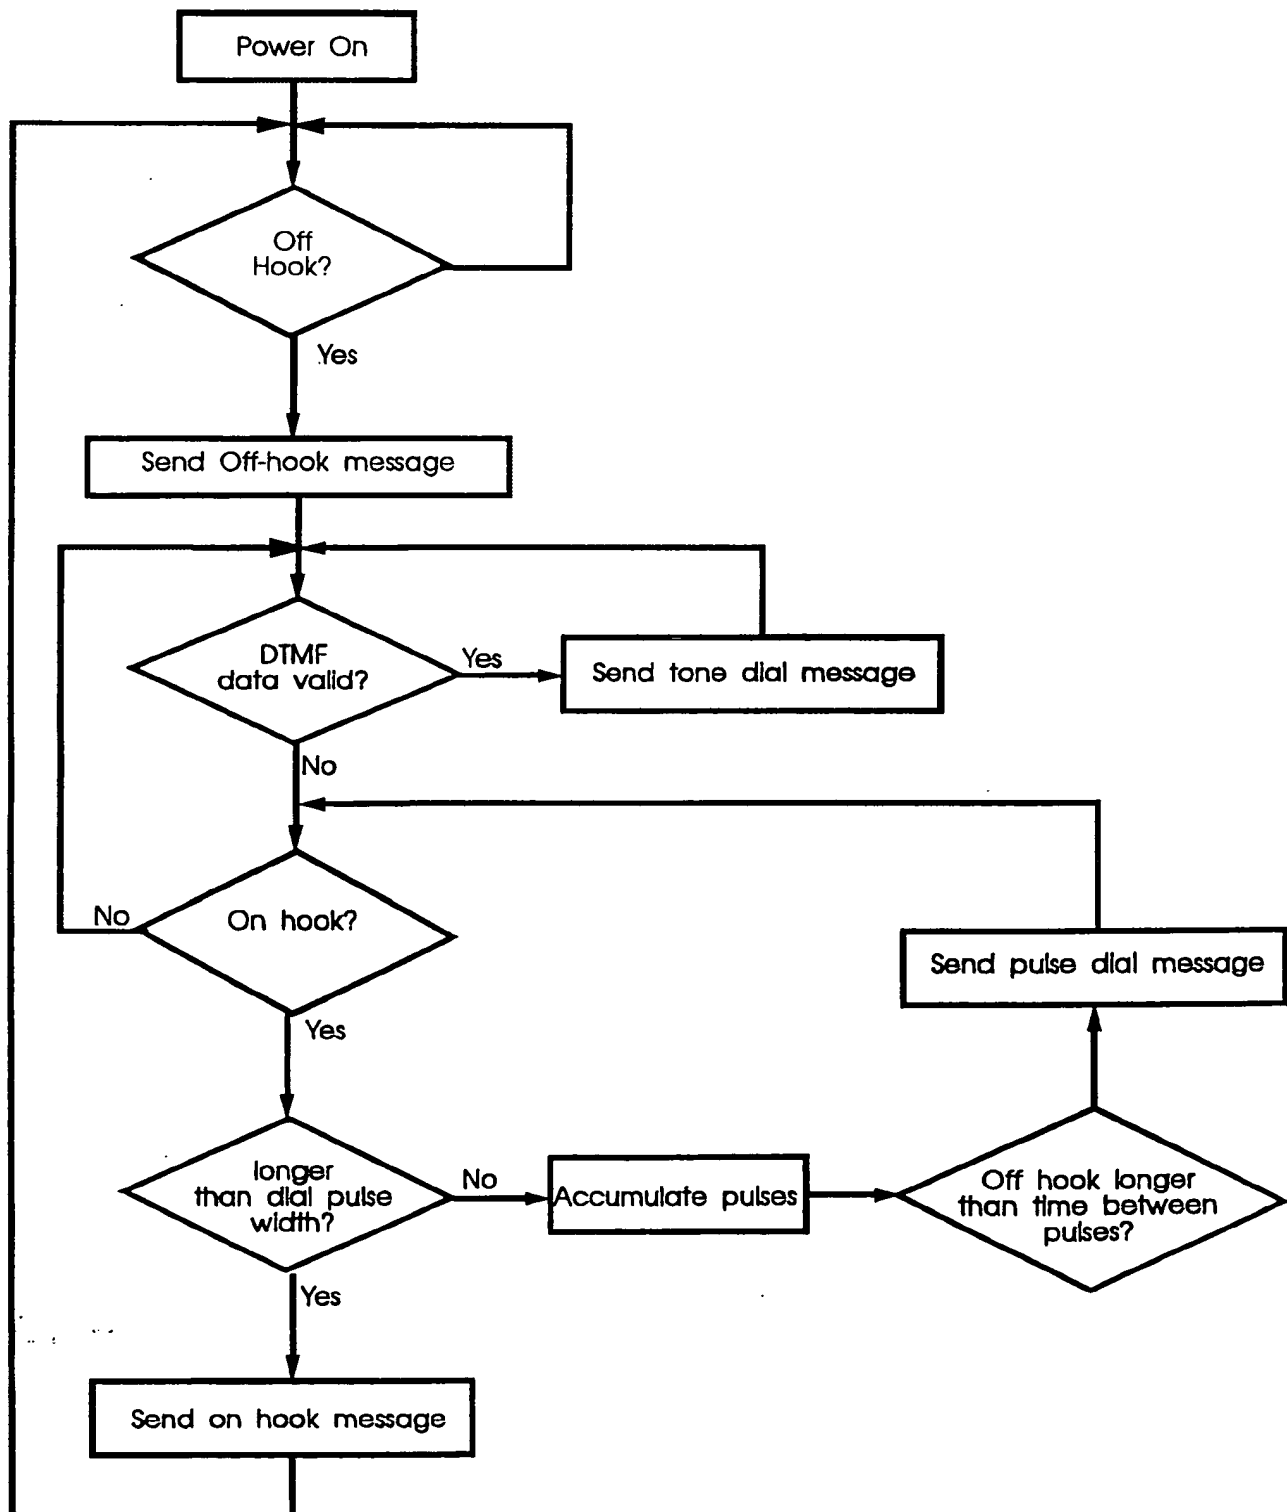 Power On
Off
Hook?
Yes
Send Off-hook message
DTMF
data valid?
Yes
Send tone dial message
No
On hook?
No
Send pulse dial message
Yes
longer
than dial pulse
width?
No
Accumulate pulses
Off hook longer
than time between
pulses?
Yes
Send on hook message